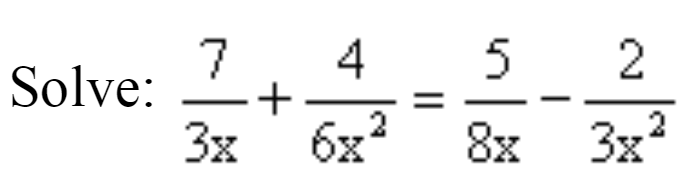 Solve: 7/3x + 4/6x² = 5/8x − 2/3x²